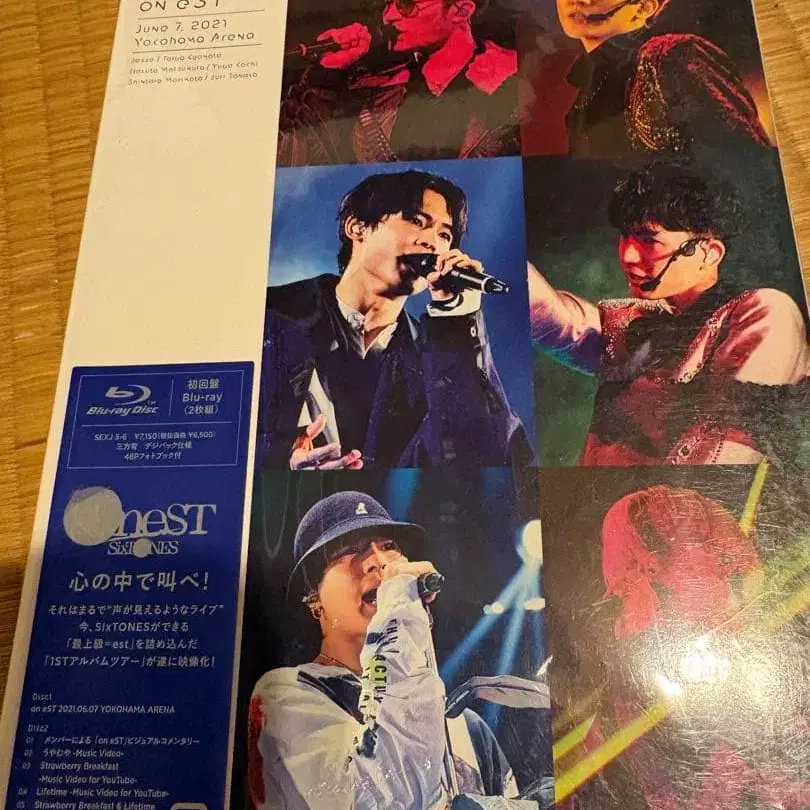 on eST
June 7, 2021
Yokohama Arena
Jesse / Taiga Kyomoto
Hokuto Matsumura / Yugo Kochi
Shintaro Morimoto / Juri Tanaka
Blu-ray Disc
TM
初回盤
Blu-ray
(2枚組)
SEXJ 5-6 ¥7,150(税抜価格 ¥6,500)
三方背 デジパック仕様
48Pフォトブック付
neST
SixTONES
心の中で叫べ!
それはまるで“声が見えるようなライブ”
今、SixTONESができる
「最上級=est」を詰め込んだ
「1STアルバムツアー」が遂に映像化!
Disc1
on eST 2021.06.07 YOKOHAMA ARENA
Disc2
01 メンバーによる「on eST」ビジュアルコメンタリー
02 うやむや -Music Video-
03 Strawberry Breakfast
-Music Video for YouTube-
04 Lifetime -Music Video for YouTube-
05 Strawberry Breakfast & Lifetime